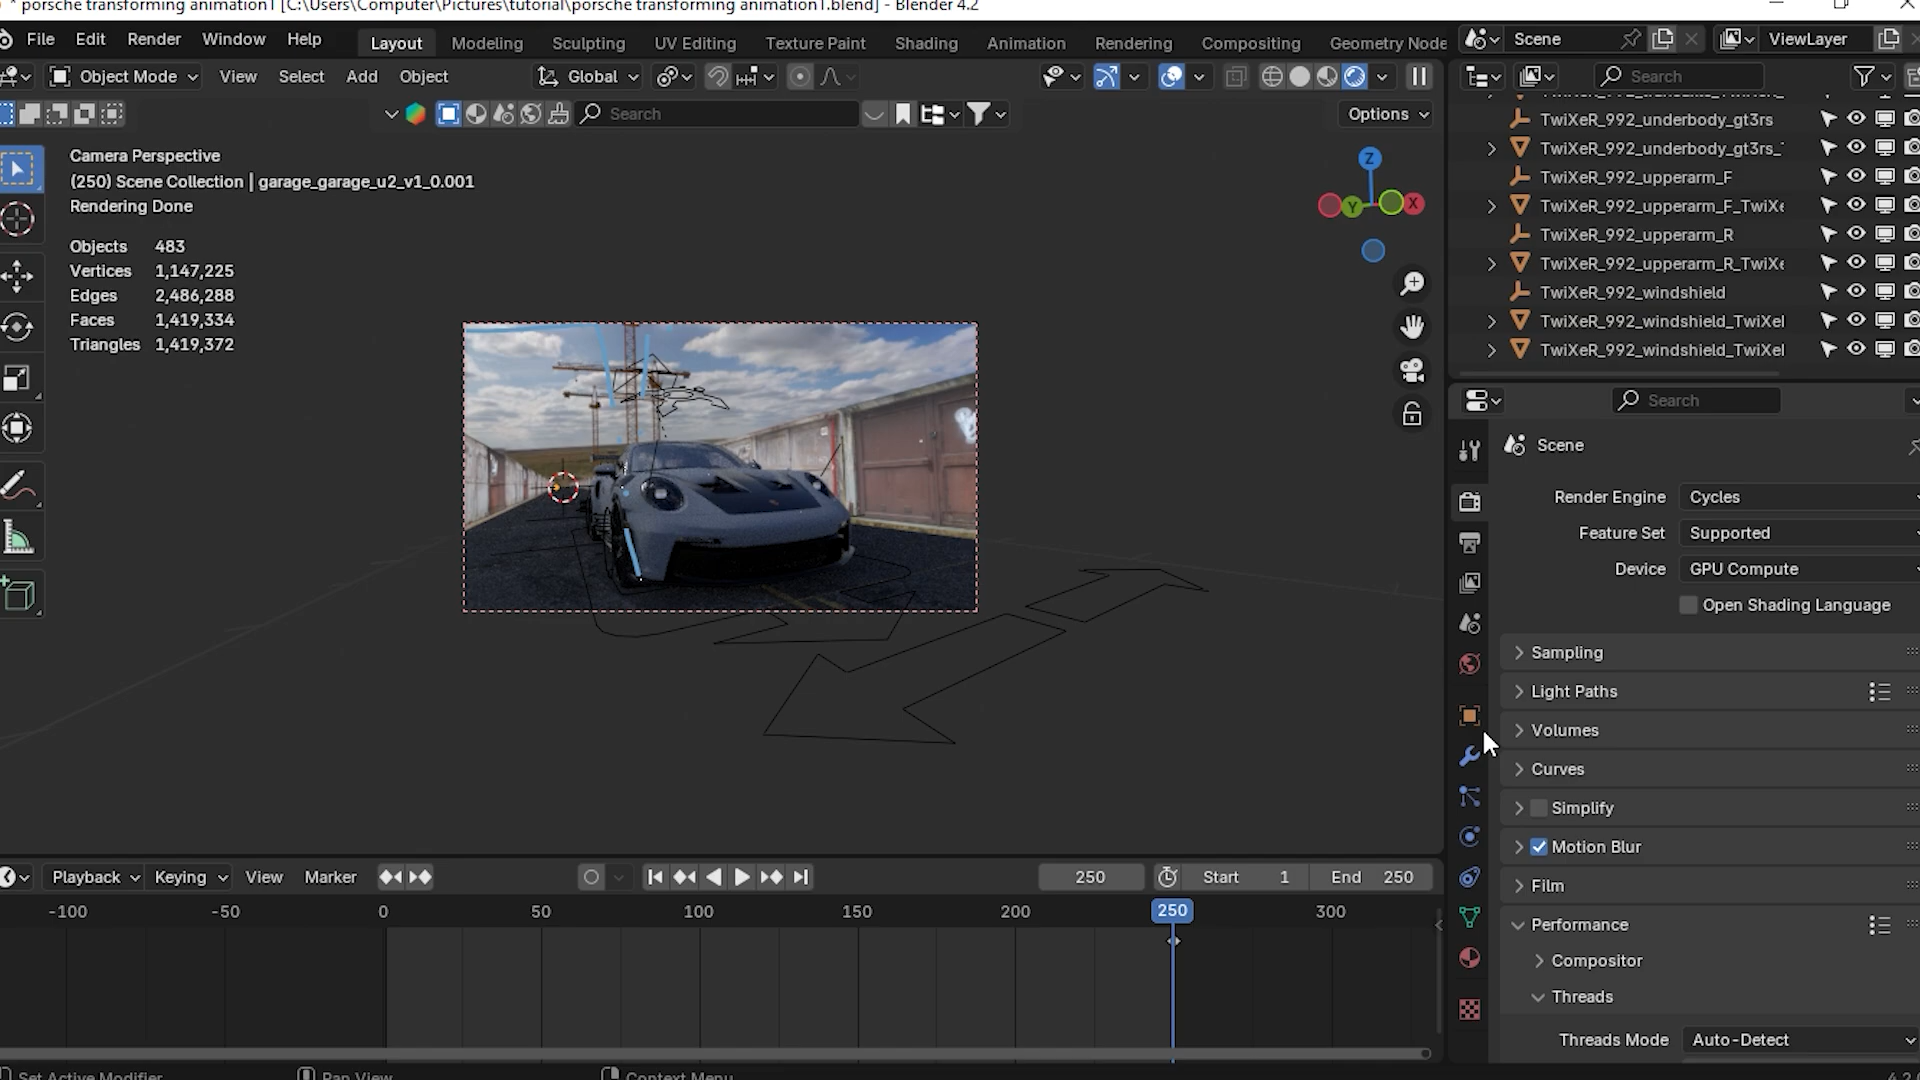 * porsche transforming animation1 [C:\Users\Computer\Pictures\tutorial\porsche transforming animation1.blend] - Blender 4.2
File Edit Render Window Help Layout Modeling Sculpting UV Editing Texture Paint Shading Animation Rendering Compositing Geometry Node Scene ViewLayer
Object Mode View Select Add Object Global Search
Search Options
Camera Perspective
(250) Scene Collection | garage_garage_u2_v1_0.001
Rendering Done
Objects 483
Vertices 1,147,225
Edges 2,486,288
Faces 1,419,334
Triangles 1,419,372
Z
Y X
TwiXeR_992_underbody_gt3rs
TwiXeR_992_underbody_gt3rs_
TwiXeR_992_upperarm_F
TwiXeR_992_upperarm_F_TwiXe
TwiXeR_992_upperarm_R
TwiXeR_992_upperarm_R_TwiXe
TwiXeR_992_windshield
TwiXeR_992_windshield_TwiXel
TwiXeR_992_windshield_TwiXel
Search
Scene
Render Engine Cycles
Feature Set Supported
Device GPU Compute
Open Shading Language
Sampling
Light Paths
Volumes
Curves
Simplify
Motion Blur
Film
Performance
Compositor
Threads
Threads Mode Auto-Detect
Playback Keying View Marker 250 Start 1 End 250
-100 -50 0 50 100 150 200 250 300
Set Active Modifier Pan View Context Menu